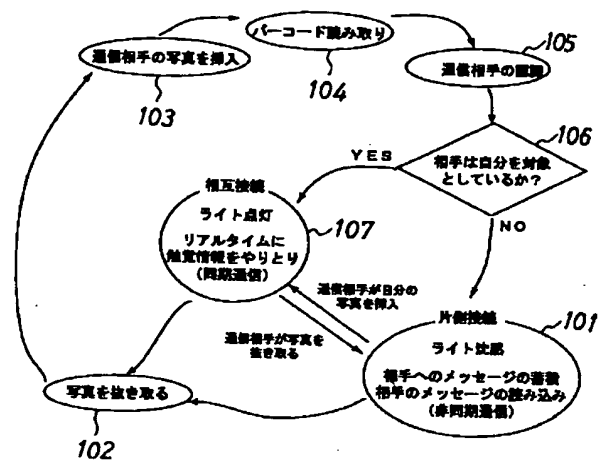 通信相手の写真を挿入
103
バーコード読み取り
104
通信相手の認識
105
相手は自分を対象
としているか?
106
YES
NO
相互接続
ライト点灯
リアルタイムに
触覚情報をやりとり
(同期通信)
107
通信相手が自分の
写真を挿入
通信相手が写真を
抜き取る
片側接続
101
ライト沈感
相手へのメッセージの蓄積
相手のメッセージの読み込み
(非同期通信)
写真を抜き取る
102